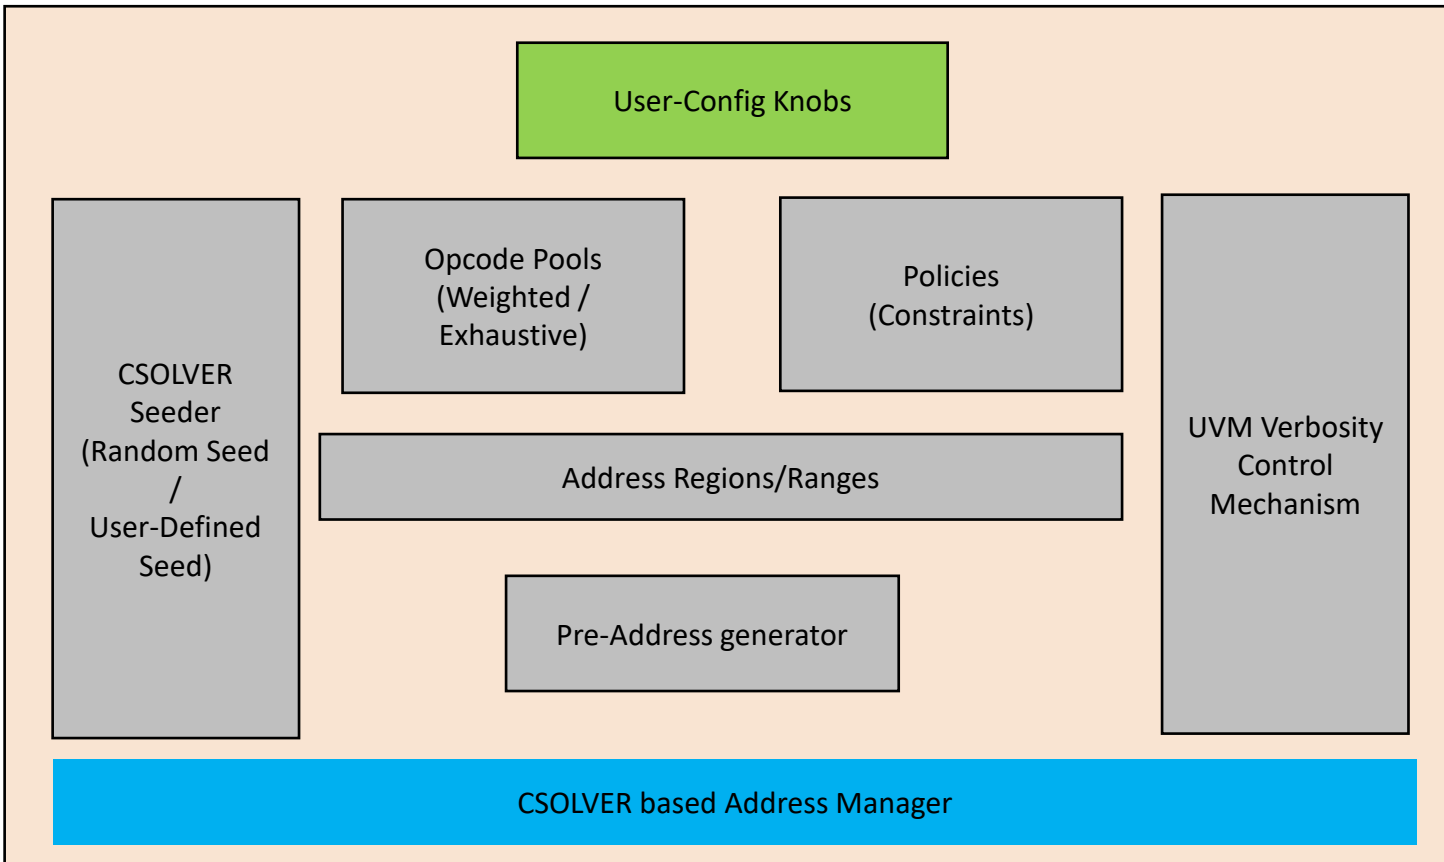 User-Config Knobs
Opcode Pools
(Weighted /
Exhaustive)
Policies
(Constraints)
CSOLVER
Seeder
(Random Seed
/
User-Defined
Seed)
UVM Verbosity
Control
Mechanism
Address Regions/Ranges
Pre-Address generator
CSOLVER based Address Manager